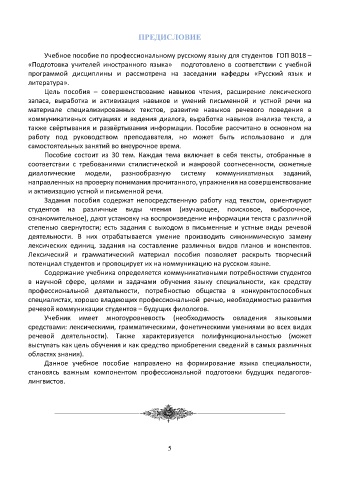 ПРЕДИСЛОВИЕ
Учебное пособие по профессиональному русскому языку для студентов ГОП В018 –
«Подготовка учителей иностранного языка» подготовлено в соответствии с учебной
программой дисциплины и рассмотрена на заседании кафедры «Русский язык и
литература».
Цель пособия – совершенствование навыков чтения, расширение лексического
запаса, выработка и активизация навыков и умений письменной и устной речи на
материале специализированных текстов, развитие навыков речевого поведения в
коммуникативных ситуациях и ведения диалога, выработка навыков анализа текста, а
также свёртывания и развёртывания информации. Пособие рассчитано в основном на
работу под руководством преподавателя, но может быть использовано и для
самостоятельных занятий во внеурочное время.
Пособие состоит из 30 тем. Каждая тема включает в себя тексты, отобранные в
соответствии с требованиями стилистической и жанровой соотнесенности, сюжетные
диалогические модели, разнообразную систему коммуникативных заданий,
направленных на проверку понимания прочитанного, упражнения на совершенствование
и активизацию устной и письменной речи.
Задания пособия содержат непосредственную работу над текстом, ориентируют
студентов на различные виды чтения (изучающее, поисковое, выборочное,
ознакомительное), дают установку на воспроизведение информации текста с различной
степенью свернутости; есть задания с выходом в письменные и устные виды речевой
деятельности. В них отрабатывается умение производить синонимическую замену
лексических единиц, задания на составление различных видов планов и конспектов.
Лексический и грамматический материал пособия позволяет раскрыть творческий
потенциал студентов и провоцирует их на коммуникацию на русском языке.
Содержание учебника определяется коммуникативными потребностями студентов
в научной сфере, целями и задачами обучения языку специальности, как средству
профессиональной деятельности, потребностью общества в конкурентоспособных
специалистах, хорошо владеющих профессиональной речью, необходимостью развития
речевой коммуникации студентов – будущих филологов.
Учебник имеет многоуровневость (необходимость овладения языковыми
средствами: лексическими, грамматическими, фонетическими умениями во всех видах
речевой деятельности). Также характеризуется полифункциональностью (может
выступать как цель обучения и как средство приобретения сведений в самых различных
областях знания).
Данное учебное пособие направлено на формирование языка специальности,
становясь важным компонентом профессиональной подготовки будущих педагогов-
лингвистов.
5